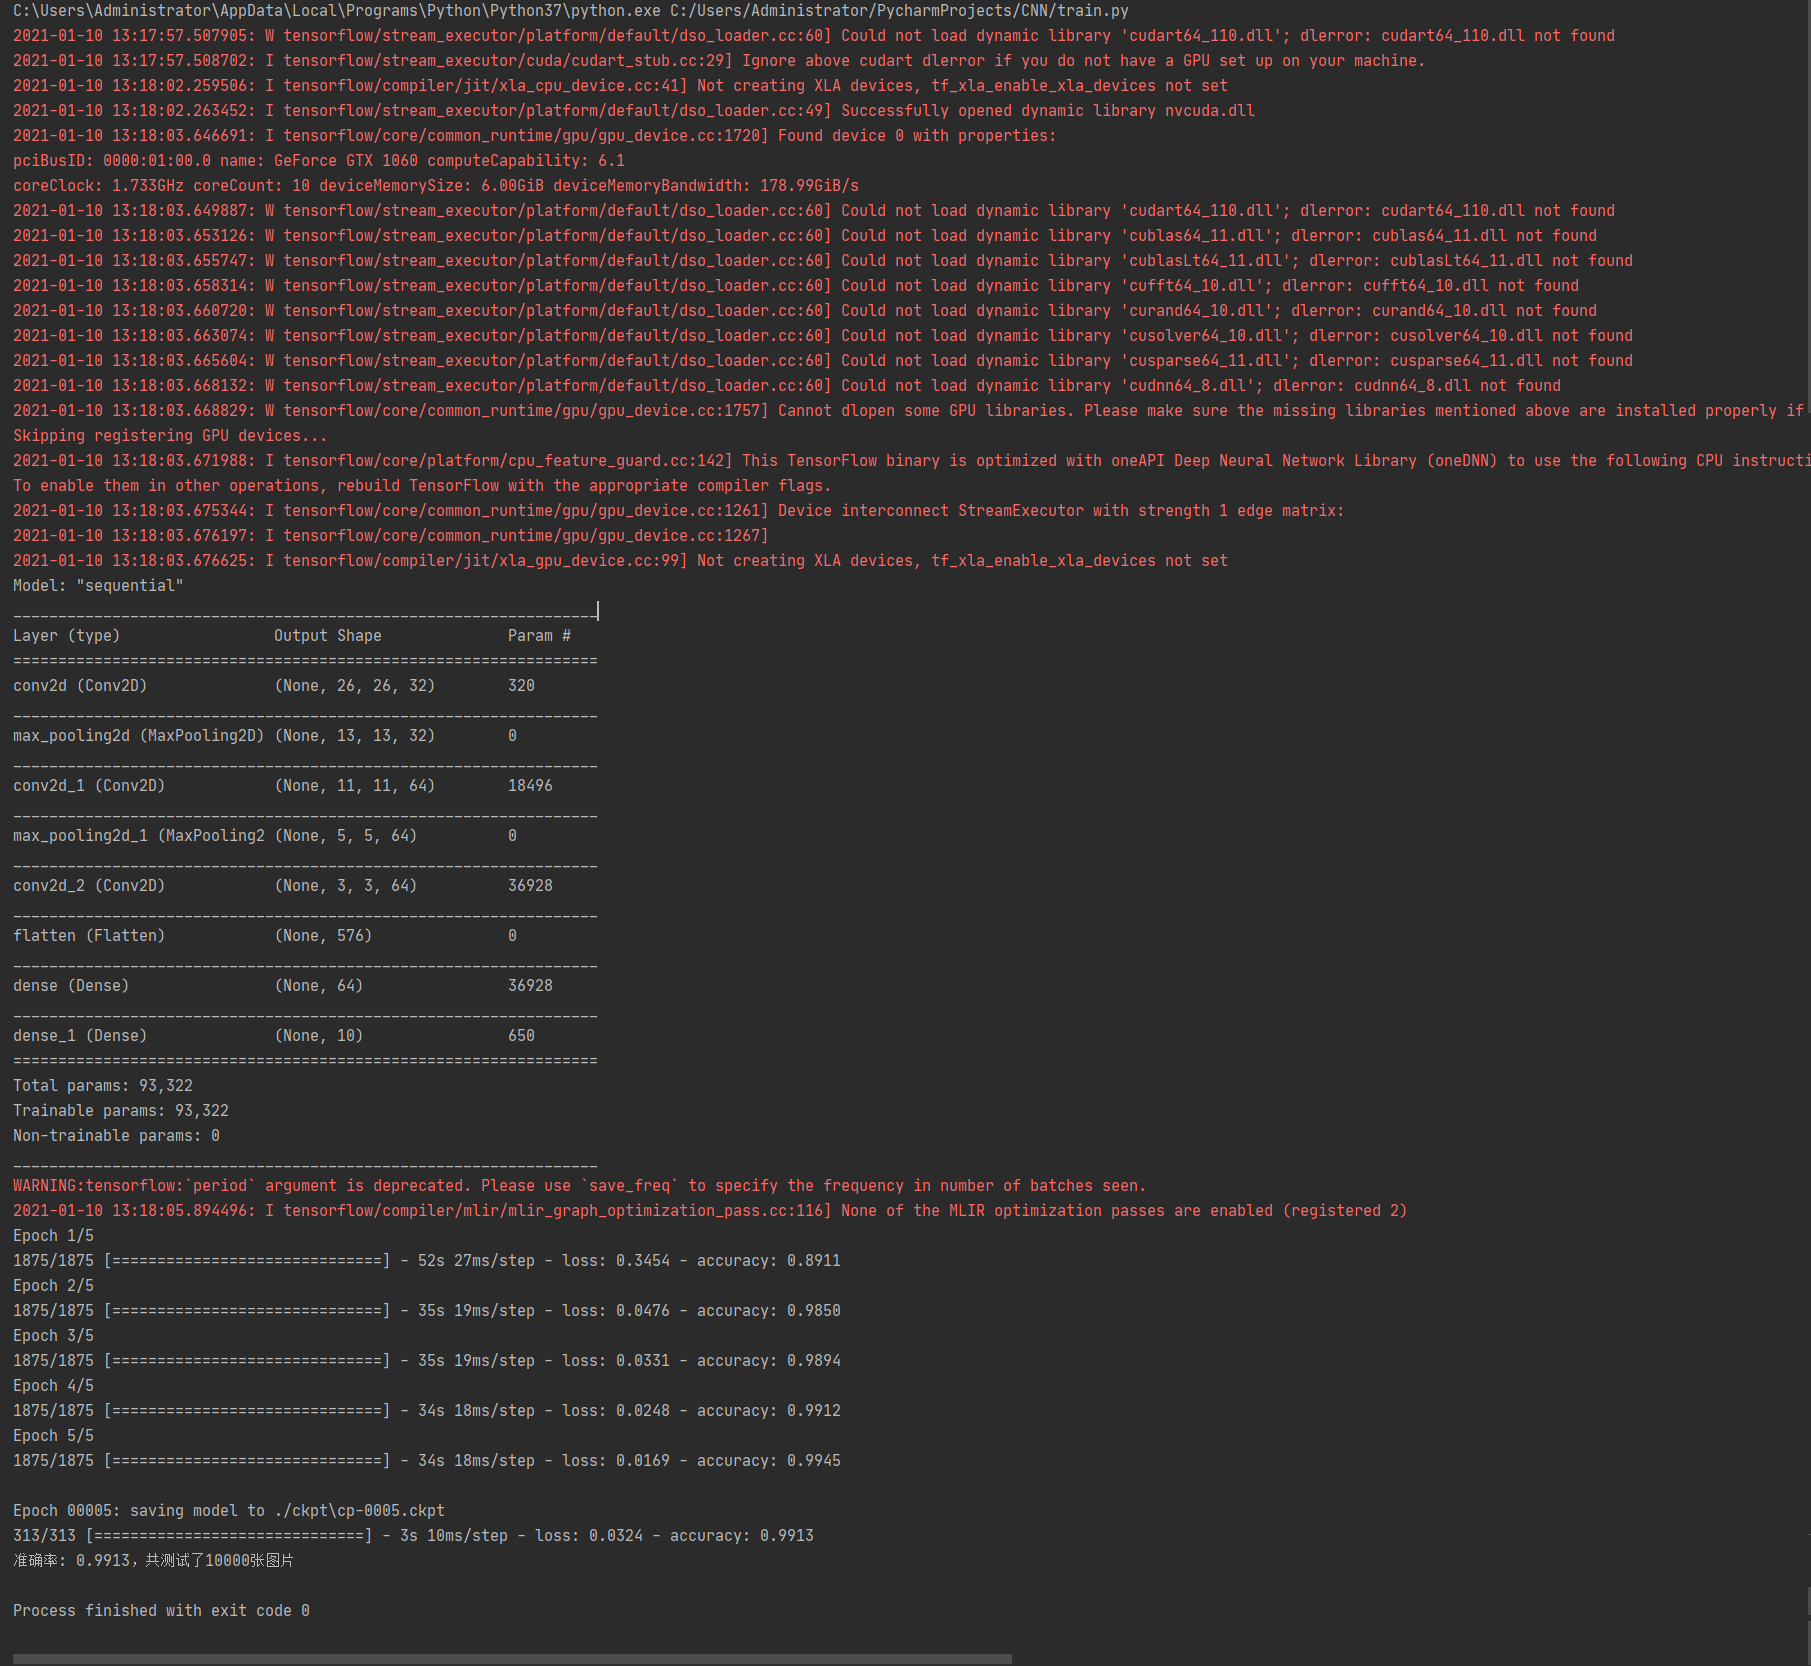 C:\Users\Administrator\AppData\Local\Programs\Python\Python37\python.exe C:/Users/Administrator/PycharmProjects/CNN/train.py
2021-01-10 13:17:57.507905: W tensorflow/stream_executor/platform/default/dso_loader.cc:60] Could not load dynamic library 'cudart64_110.dll'; dlerror: cudart64_110.dll not found
2021-01-10 13:17:57.508702: I tensorflow/stream_executor/cuda/cudart_stub.cc:29] Ignore above cudart dlerror if you do not have a GPU set up on your machine.
2021-01-10 13:18:02.259506: I tensorflow/compiler/jit/xla_cpu_device.cc:41] Not creating XLA devices, tf_xla_enable_xla_devices not set
2021-01-10 13:18:02.263452: I tensorflow/stream_executor/platform/default/dso_loader.cc:49] Successfully opened dynamic library nvcuda.dll
2021-01-10 13:18:03.646691: I tensorflow/core/common_runtime/gpu/gpu_device.cc:1720] Found device 0 with properties:
pciBusID: 0000:01:00.0 name: GeForce GTX 1060 computeCapability: 6.1
coreClock: 1.733GHz coreCount: 10 deviceMemorySize: 6.00GiB deviceMemoryBandwidth: 178.99GiB/s
2021-01-10 13:18:03.649887: W tensorflow/stream_executor/platform/default/dso_loader.cc:60] Could not load dynamic library 'cudart64_110.dll'; dlerror: cudart64_110.dll not found
2021-01-10 13:18:03.653126: W tensorflow/stream_executor/platform/default/dso_loader.cc:60] Could not load dynamic library 'cublas64_11.dll'; dlerror: cublas64_11.dll not found
2021-01-10 13:18:03.655747: W tensorflow/stream_executor/platform/default/dso_loader.cc:60] Could not load dynamic library 'cublasLt64_11.dll'; dlerror: cublasLt64_11.dll not found
2021-01-10 13:18:03.658314: W tensorflow/stream_executor/platform/default/dso_loader.cc:60] Could not load dynamic library 'cufft64_10.dll'; dlerror: cufft64_10.dll not found
2021-01-10 13:18:03.660720: W tensorflow/stream_executor/platform/default/dso_loader.cc:60] Could not load dynamic library 'curand64_10.dll'; dlerror: curand64_10.dll not found
2021-01-10 13:18:03.663074: W tensorflow/stream_executor/platform/default/dso_loader.cc:60] Could not load dynamic library 'cusolver64_10.dll'; dlerror: cusolver64_10.dll not found
2021-01-10 13:18:03.665604: W tensorflow/stream_executor/platform/default/dso_loader.cc:60] Could not load dynamic library 'cusparse64_11.dll'; dlerror: cusparse64_11.dll not found
2021-01-10 13:18:03.668132: W tensorflow/stream_executor/platform/default/dso_loader.cc:60] Could not load dynamic library 'cudnn64_8.dll'; dlerror: cudnn64_8.dll not found
2021-01-10 13:18:03.668829: W tensorflow/core/common_runtime/gpu/gpu_device.cc:1757] Cannot dlopen some GPU libraries. Please make sure the missing libraries mentioned above are installed properly if
Skipping registering GPU devices...
2021-01-10 13:18:03.671988: I tensorflow/core/platform/cpu_feature_guard.cc:142] This TensorFlow binary is optimized with oneAPI Deep Neural Network Library (oneDNN) to use the following CPU instructi
To enable them in other operations, rebuild TensorFlow with the appropriate compiler flags.
2021-01-10 13:18:03.675344: I tensorflow/core/common_runtime/gpu/gpu_device.cc:1261] Device interconnect StreamExecutor with strength 1 edge matrix:
2021-01-10 13:18:03.676197: I tensorflow/core/common_runtime/gpu/gpu_device.cc:1267]
2021-01-10 13:18:03.676625: I tensorflow/compiler/jit/xla_gpu_device.cc:99] Not creating XLA devices, tf_xla_enable_xla_devices not set
Model: "sequential"
_________________________________________________________________
Layer (type)                 Output Shape              Param #
=================================================================
conv2d (Conv2D)              (None, 26, 26, 32)        320
_________________________________________________________________
max_pooling2d (MaxPooling2D) (None, 13, 13, 32)        0
_________________________________________________________________
conv2d_1 (Conv2D)            (None, 11, 11, 64)        18496
_________________________________________________________________
max_pooling2d_1 (MaxPooling2 (None, 5, 5, 64)          0
_________________________________________________________________
conv2d_2 (Conv2D)            (None, 3, 3, 64)          36928
_________________________________________________________________
flatten (Flatten)            (None, 576)               0
_________________________________________________________________
dense (Dense)                (None, 64)                36928
_________________________________________________________________
dense_1 (Dense)              (None, 10)                650
=================================================================
Total params: 93,322
Trainable params: 93,322
Non-trainable params: 0
_________________________________________________________________
WARNING:tensorflow:`period` argument is deprecated. Please use `save_freq` to specify the frequency in number of batches seen.
2021-01-10 13:18:05.894496: I tensorflow/compiler/mlir/mlir_graph_optimization_pass.cc:116] None of the MLIR optimization passes are enabled (registered 2)
Epoch 1/5
1875/1875 [==============================] - 52s 27ms/step - loss: 0.3454 - accuracy: 0.8911
Epoch 2/5
1875/1875 [==============================] - 35s 19ms/step - loss: 0.0476 - accuracy: 0.9850
Epoch 3/5
1875/1875 [==============================] - 35s 19ms/step - loss: 0.0331 - accuracy: 0.9894
Epoch 4/5
1875/1875 [==============================] - 34s 18ms/step - loss: 0.0248 - accuracy: 0.9912
Epoch 5/5
1875/1875 [==============================] - 34s 18ms/step - loss: 0.0169 - accuracy: 0.9945
Epoch 00005: saving model to ./ckpt\cp-0005.ckpt
313/313 [==============================] - 3s 10ms/step - loss: 0.0324 - accuracy: 0.9913
准确率: 0.9913，共测试了10000张图片
Process finished with exit code 0